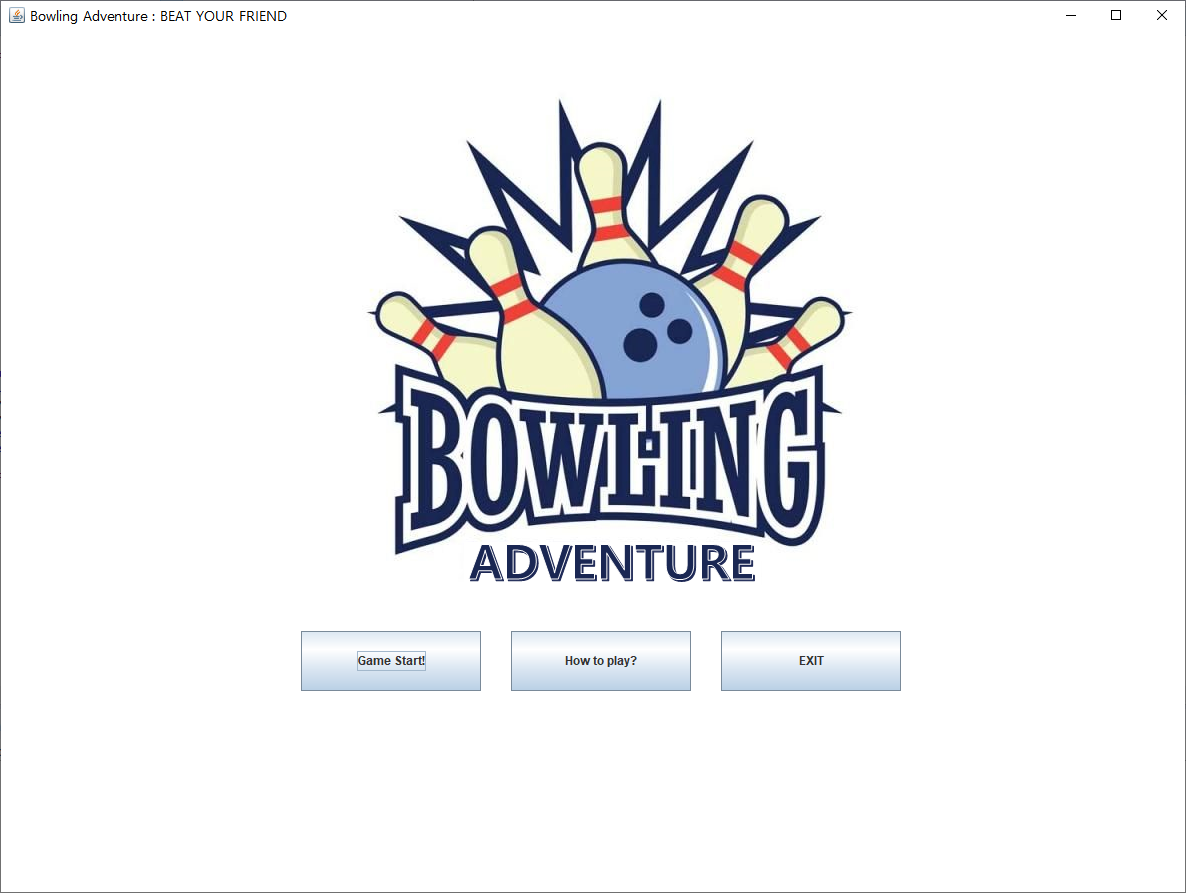 Bowling Adventure : BEAT YOUR FRIEND
BOWLING
ADVENTURE
Game Start!
How to play?
EXIT